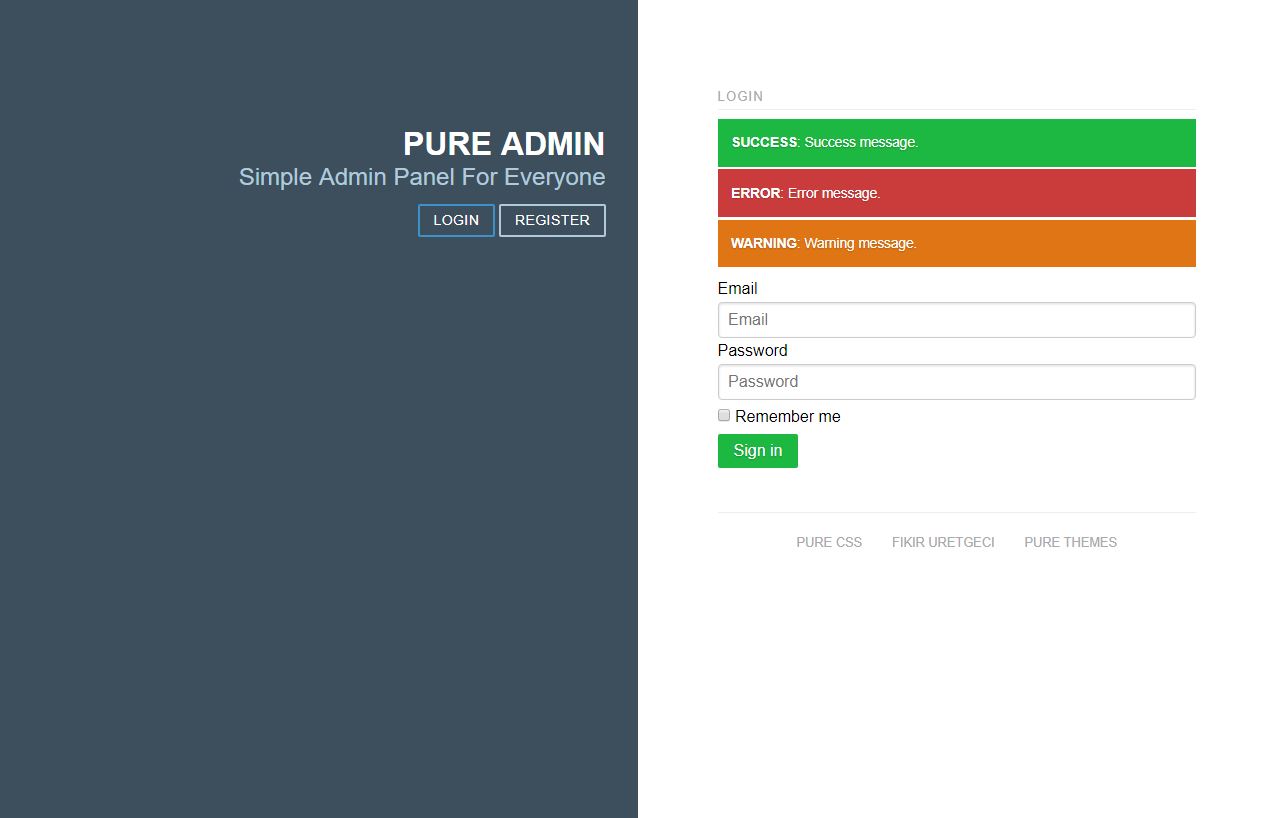 PURE ADMIN
Simple Admin Panel For Everyone
LOGIN REGISTER
LOGIN
SUCCESS: Success message.
ERROR: Error message.
WARNING: Warning message.
Email
Email
Password
Password
Remember me
Sign in
PURE CSS FIKIR URETGECI PURE THEMES